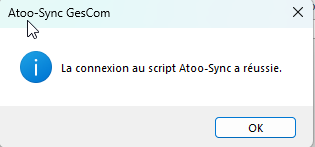 Atoo-Sync GesCom
La connexion au script Atoo-Sync a réussie.
OK